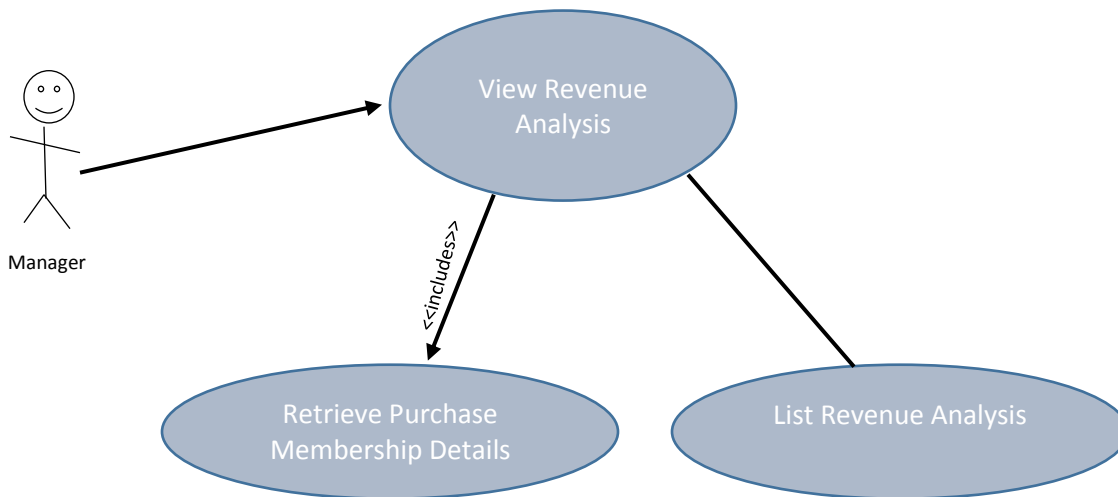 View Revenue
Analysis
Manager
<<includes>>
Retrieve Purchase
Membership Details
List Revenue Analysis